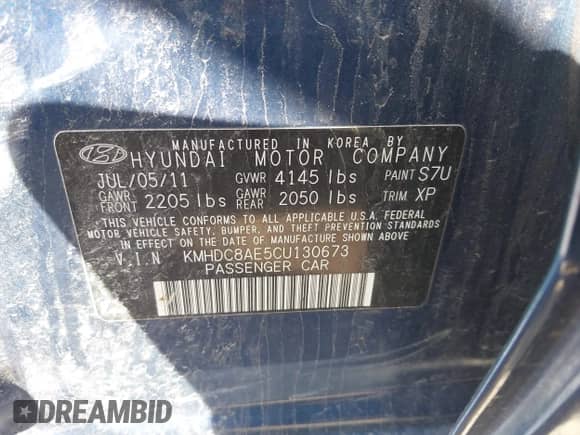 MANUFACTURED IN KOREA BY
HYUNDAI MOTOR COMPANY
JUL/05/11 GVWR 4145 lbs PAINT S7U
GAWR FRONT 2205 lbs GAWR REAR 2050 lbs TRIM XP
THIS VEHICLE CONFORMS TO ALL APPLICABLE U.S.A. FEDERAL
MOTOR VEHICLE SAFETY, BUMPER, AND THEFT PREVENTION STANDARDS
IN EFFECT ON THE DATE OF MANUFACTURE SHOWN ABOVE
V.I.N KMHDC8AE5CU130673
PASSENGER CAR
DREAMBID